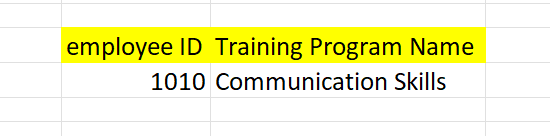 employee ID Training Program Name
1010 Communication Skills